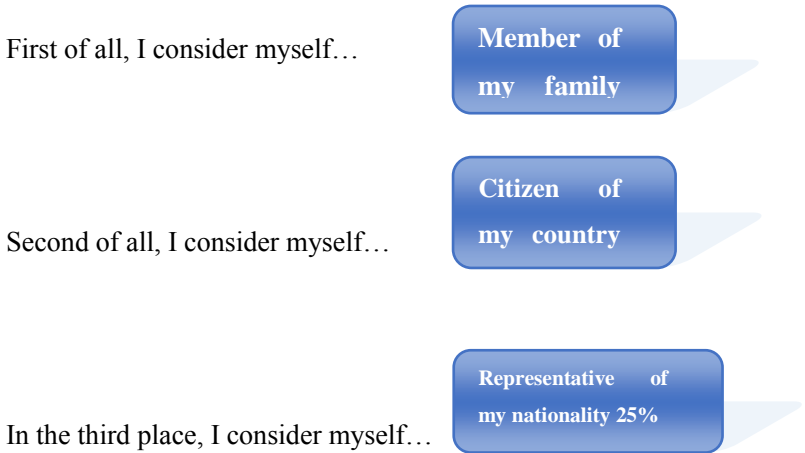 First of all, I consider myself…
Member of
my family
Second of all, I consider myself…
Citizen of
my country
In the third place, I consider myself…
Representative of
my nationality 25%